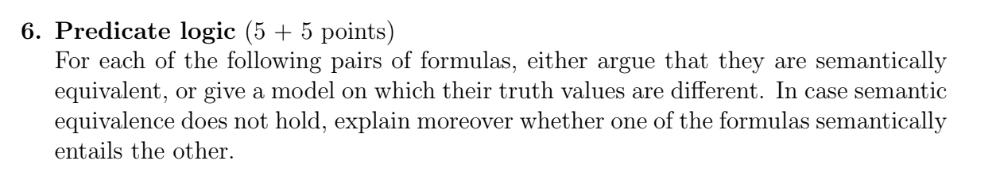 6. Predicate logic (5 + 5 points)
For each of the following pairs of formulas, either argue that they are semantically
equivalent, or give a model on which their truth values are different. In case semantic
equivalence does not hold, explain moreover whether one of the formulas semantically
entails the other.